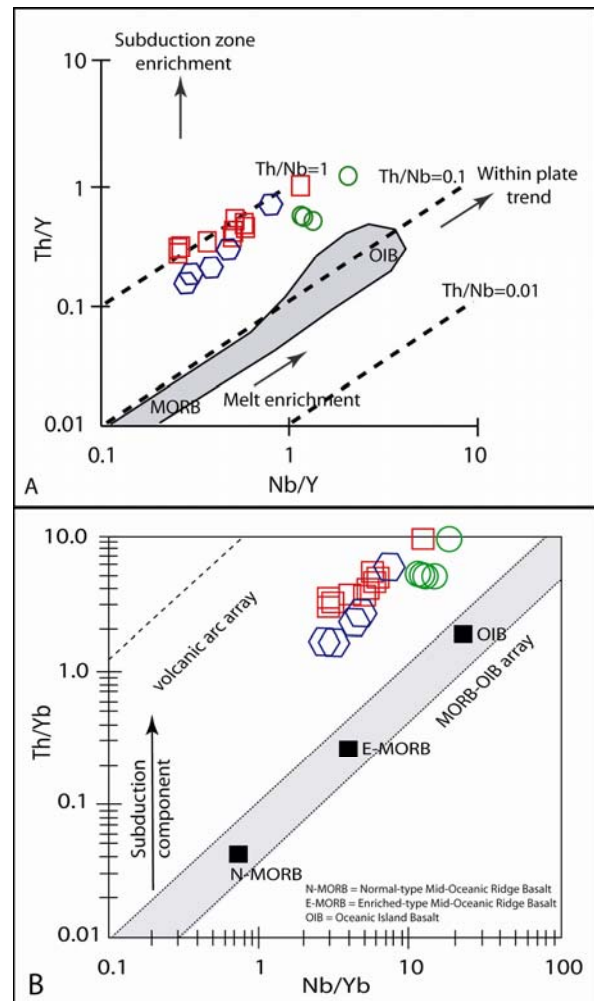 Subduction zone
enrichment
10
1
0.1
0.01
Th/Y
Th/Nb=1
Th/Nb=0.1
Within plate
trend
OIB
Th/Nb=0.01
MORB
Melt enrichment
0.1
1
10
Nb/Y
A
10.0
1.0
0.1
0.01
Th/Yb
volcanic arc array
OIB
MORB-OIB array
E-MORB
Subduction
component
N-MORB
N-MORB = Normal-type Mid-Oceanic Ridge Basalt
E-MORB = Enriched-type Mid-Oceanic Ridge Basalt
OIB = Oceanic Island Basalt
0.1
1
10
100
Nb/Yb
B